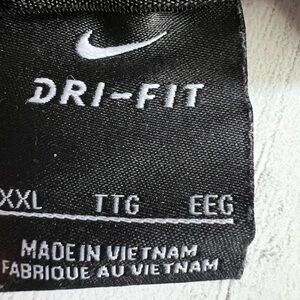 DRI-FIT
XXL TTG EEG
MADE IN VIETNAM
FABRIQUE AU VIETNAM